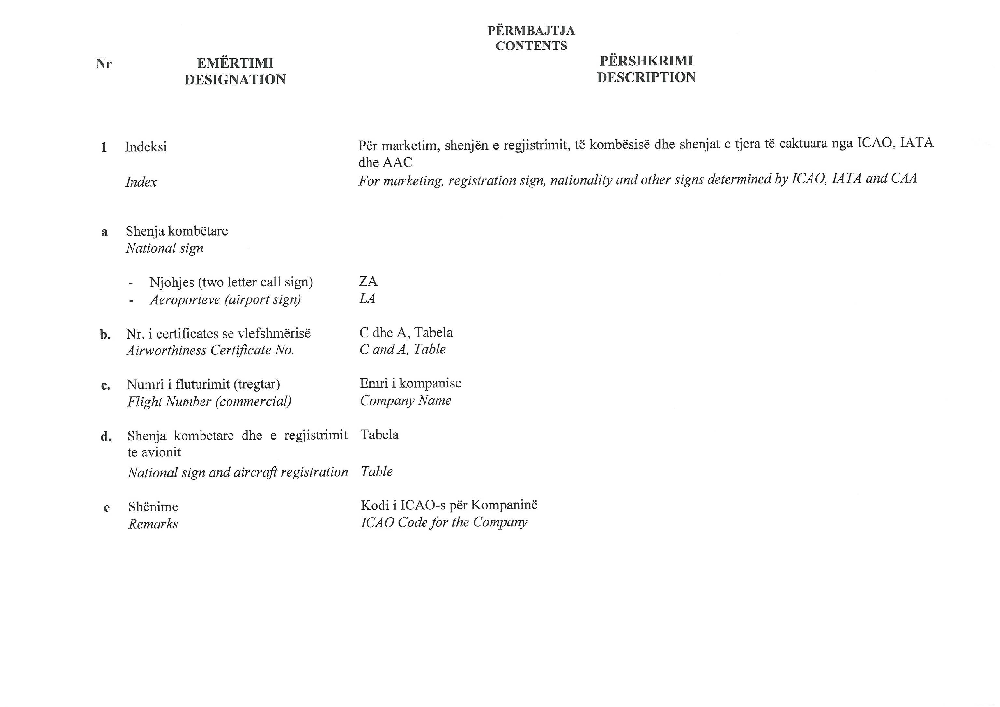 PËRMBAJTJA
CONTENTS
Nr EMËRTIMI PËRSHKRIMI
DESIGNATION DESCRIPTION
1 Indeksi Për marketim, shenjën e regjistrimit, të kombësisë dhe shenjat e tjera të caktuara nga ICAO, IATA
dhe AAC
Index For marketing, registration sign, nationality and other signs determined by ICAO, IATA and CAA
a Shenja kombëtare
National sign
- Njohjes (two letter call sign) ZA
- Aeroporteve (airport sign) LA
b. Nr. i certificates se vlefshmërisë C dhe A, Tabela
Airworthiness Certificate No. C and A, Table
c. Numri i fluturimit (tregtar) Emri i kompanise
Flight Number (commercial) Company Name
d. Shenja kombetare dhe e regjistrimit Tabela
te avionit
National sign and aircraft registration Table
e Shënime Kodi i ICAO-s për Kompaninë
Remarks ICAO Code for the Company